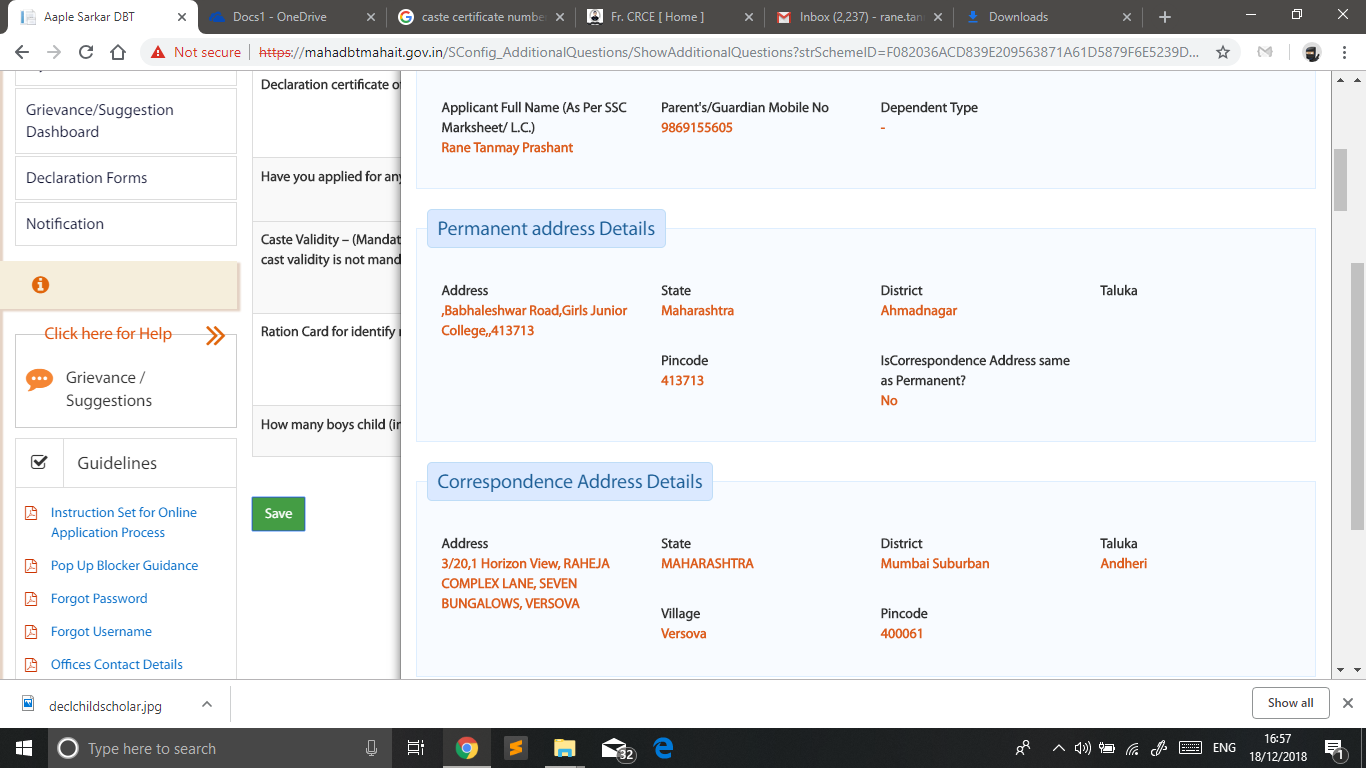 Aaple Sarkar DBT
Docs1 - OneDrive
caste certificate number
Fr. CRCE [ Home ]
Inbox (2,237) - rane.tan
Downloads
Not secure
https://mahadbtmahait.gov.in/SConfig_AdditionalQuestions/ShowAdditionalQuestions?strSchemeID=F082036ACD839E209563871A61D5879F6E5239D...
Grievance/Suggestion
Dashboard
Declaration Forms
Notification
Click here for Help
Grievance /
Suggestions
Guidelines
Instruction Set for Online
Application Process
Pop Up Blocker Guidance
Forgot Password
Forgot Username
Offices Contact Details
Declaration certificate o
Have you applied for any
Caste Validity – (Mandat
cast validity is not mand
Ration Card for identify
How many boys child (in
Save
Applicant Full Name (As Per SSC
Marksheet/ L.C.)
Rane Tanmay Prashant
Parent's/Guardian Mobile No
9869155605
Dependent Type
-
Permanent address Details
Address
,Babhaleshwar Road,Girls Junior
College,,413713
State
Maharashtra
District
Ahmadnagar
Taluka
Pincode
413713
IsCorrespondence Address same
as Permanent?
No
Correspondence Address Details
Address
3/20,1 Horizon View, RAHEJA
COMPLEX LANE, SEVEN
BUNGALOWS, VERSOVA
State
MAHARASHTRA
District
Mumbai Suburban
Taluka
Andheri
Village
Versova
Pincode
400061
declchildscholar.jpg
Show all
Type here to search
32
ENG
16:57
18/12/2018
1